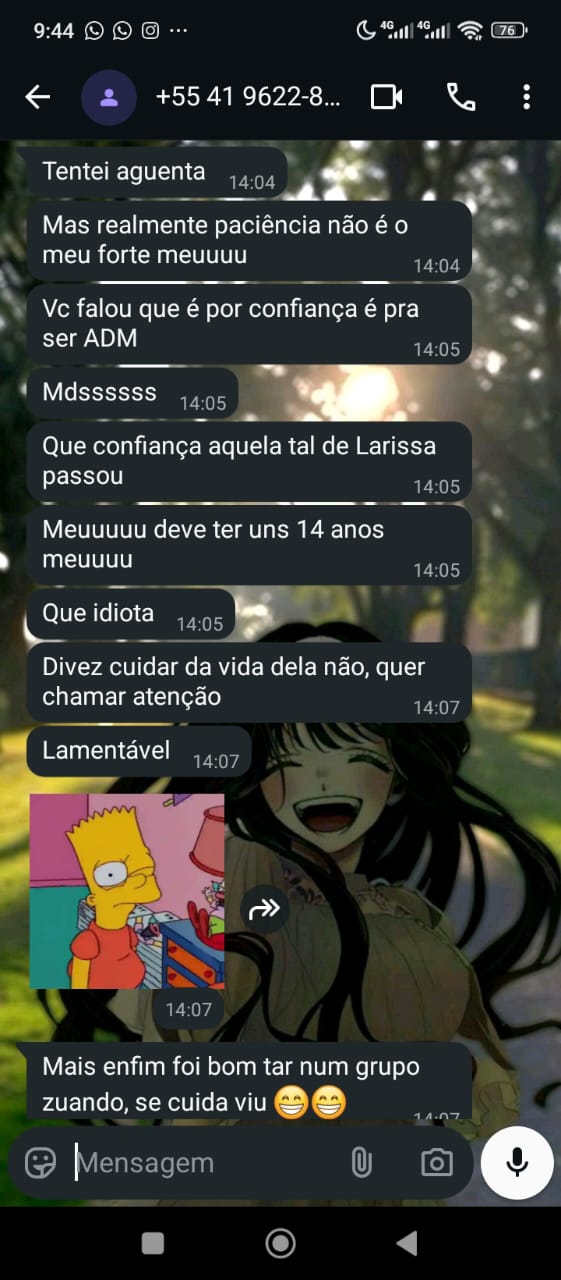 9:44
4G
4G
76
+55 41 9622-8...
Tentei aguenta
14:04
Mas realmente paciência não é o
meu forte meuuuu
14:04
Vc falou que é por confiança é pra
ser ADM
14:05
Mdssssss
14:05
Que confiança aquela tal de Larissa
passou
14:05
Meuuuuu deve ter uns 14 anos
meuuuu
14:05
Que idiota
14:05
Divez cuidar da vida dela não, quer
chamar atenção
14:07
Lamentável
14:07
14:07
Mais enfim foi bom tar num grupo
zuando, se cuida viu 😁😁
14:07
Mensagem